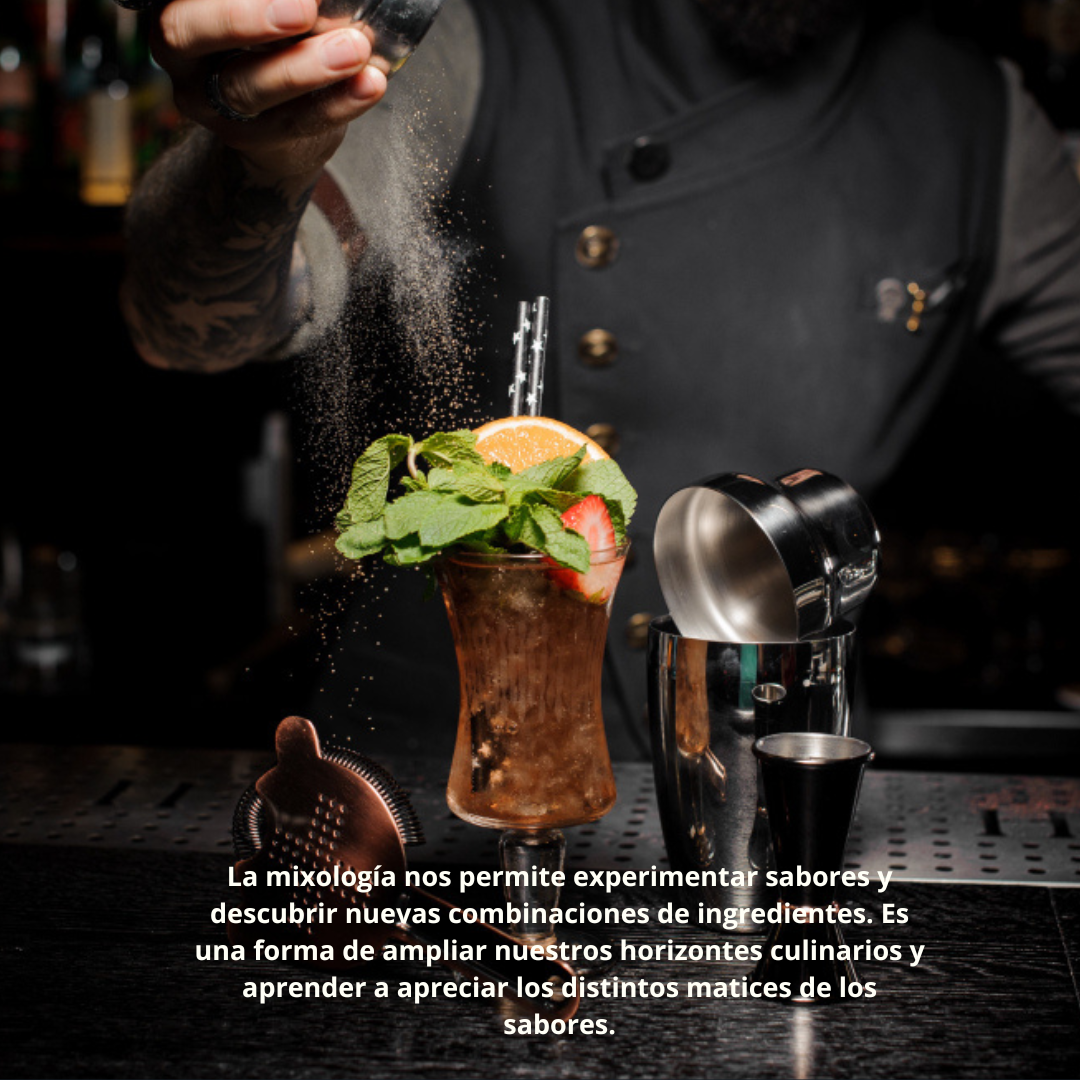 La mixología nos permite experimentar sabores y
descubrir nuevas combinaciones de ingredientes. Es
una forma de ampliar nuestros horizontes culinarios y
aprender a apreciar los distintos matices de los
sabores.